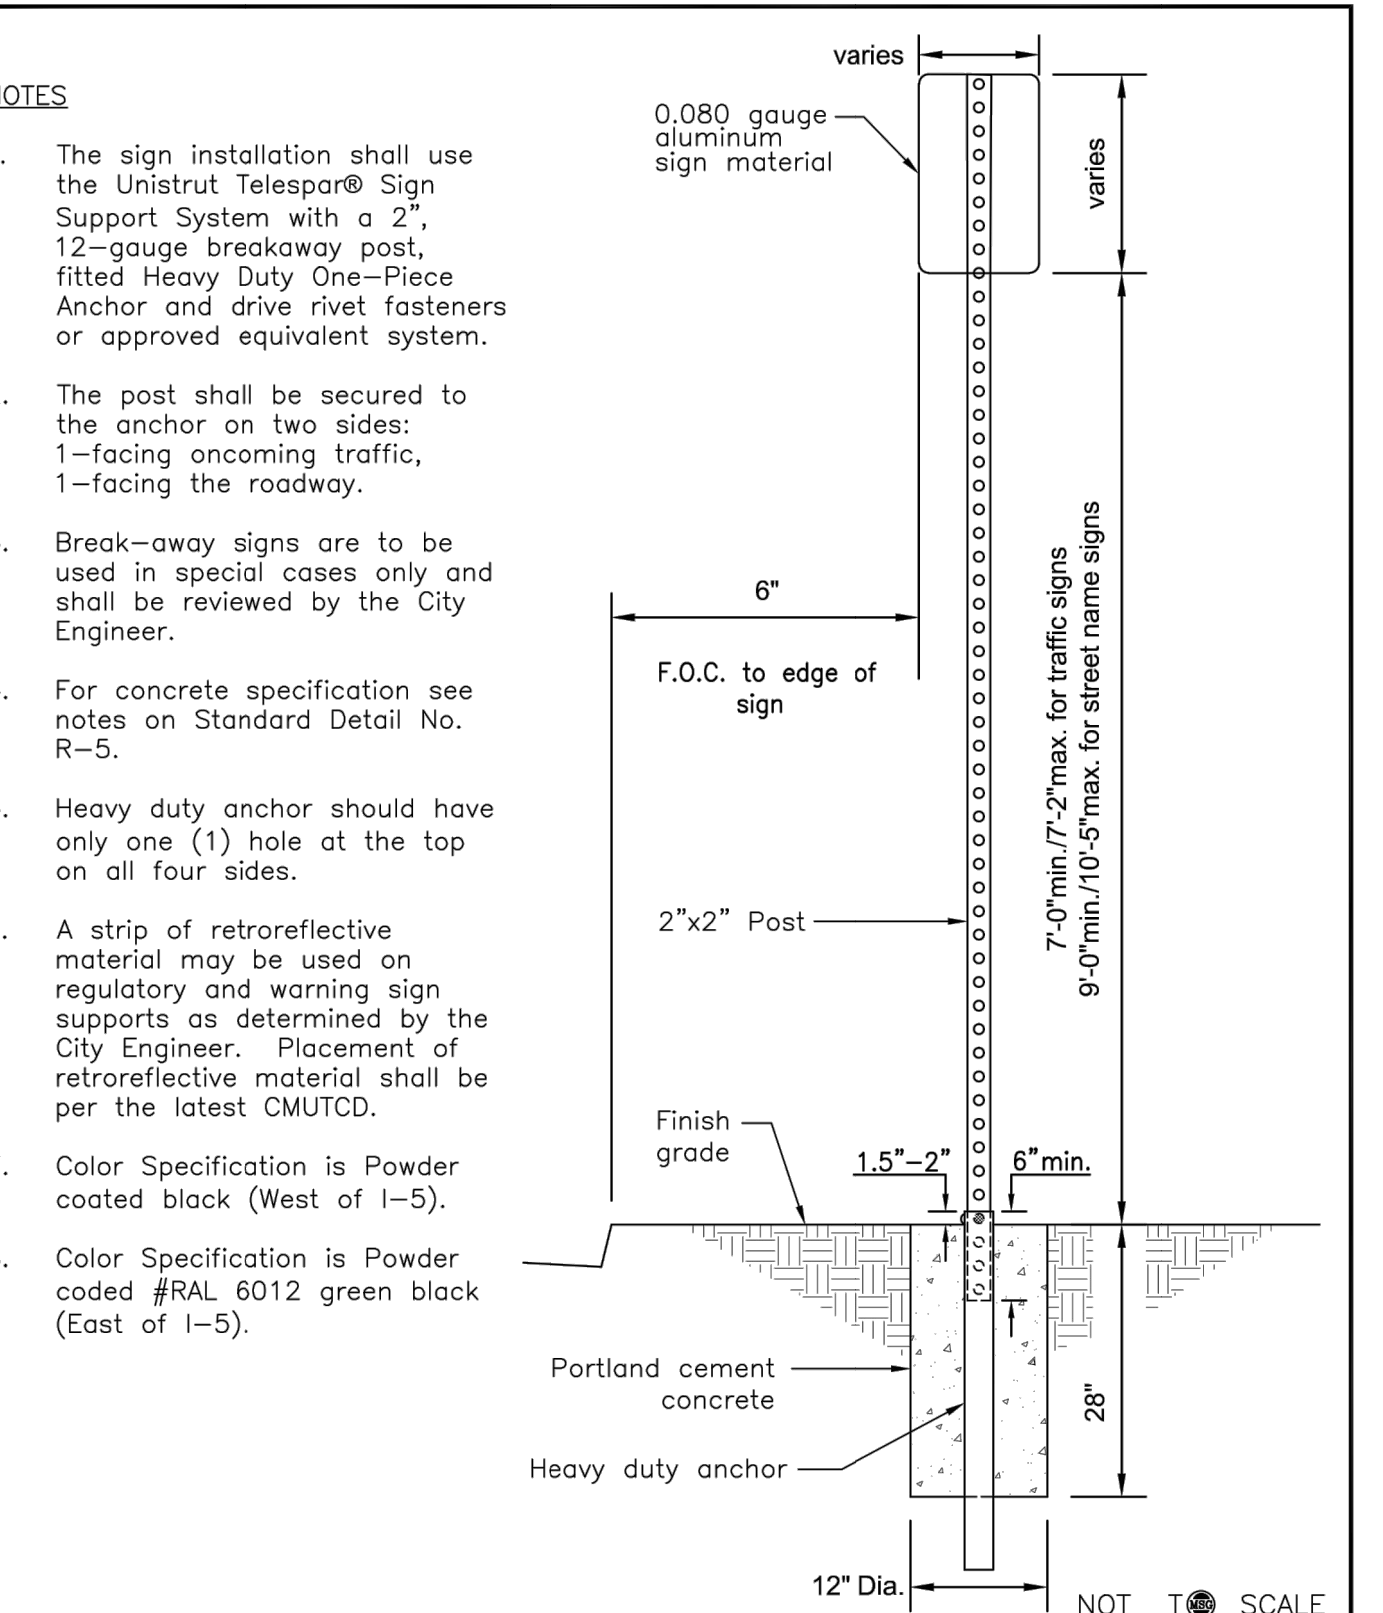 NOTES
. The sign installation shall use
the Unistrut Telespar® Sign
Support System with a 2",
12-gauge breakaway post,
fitted Heavy Duty One-Piece
Anchor and drive rivet fasteners
or approved equivalent system.
. The post shall be secured to
the anchor on two sides:
1-facing oncoming traffic,
1-facing the roadway.
. Break-away signs are to be
used in special cases only and
shall be reviewed by the City
Engineer.
. For concrete specification see
notes on Standard Detail No.
R-5.
. Heavy duty anchor should have
only one (1) hole at the top
on all four sides.
. A strip of retroreflective
material may be used on
regulatory and warning sign
supports as determined by the
City Engineer. Placement of
retroreflective material shall be
per the latest CMUTCD.
. Color Specification is Powder
coated black (West of I-5).
. Color Specification is Powder
coded #RAL 6012 green black
(East of I-5).
varies
0.080 gauge
aluminum
sign material
varies
6"
F.O.C. to edge of
sign
7'-0"min./7'-2"max. for traffic signs
9'-0"min./10'-5"max. for street name signs
2"x2" Post
Finish
grade
1.5"-2"
6"min.
Portland cement
concrete
28"
Heavy duty anchor
12" Dia.
NOT TO SCALE
MSG